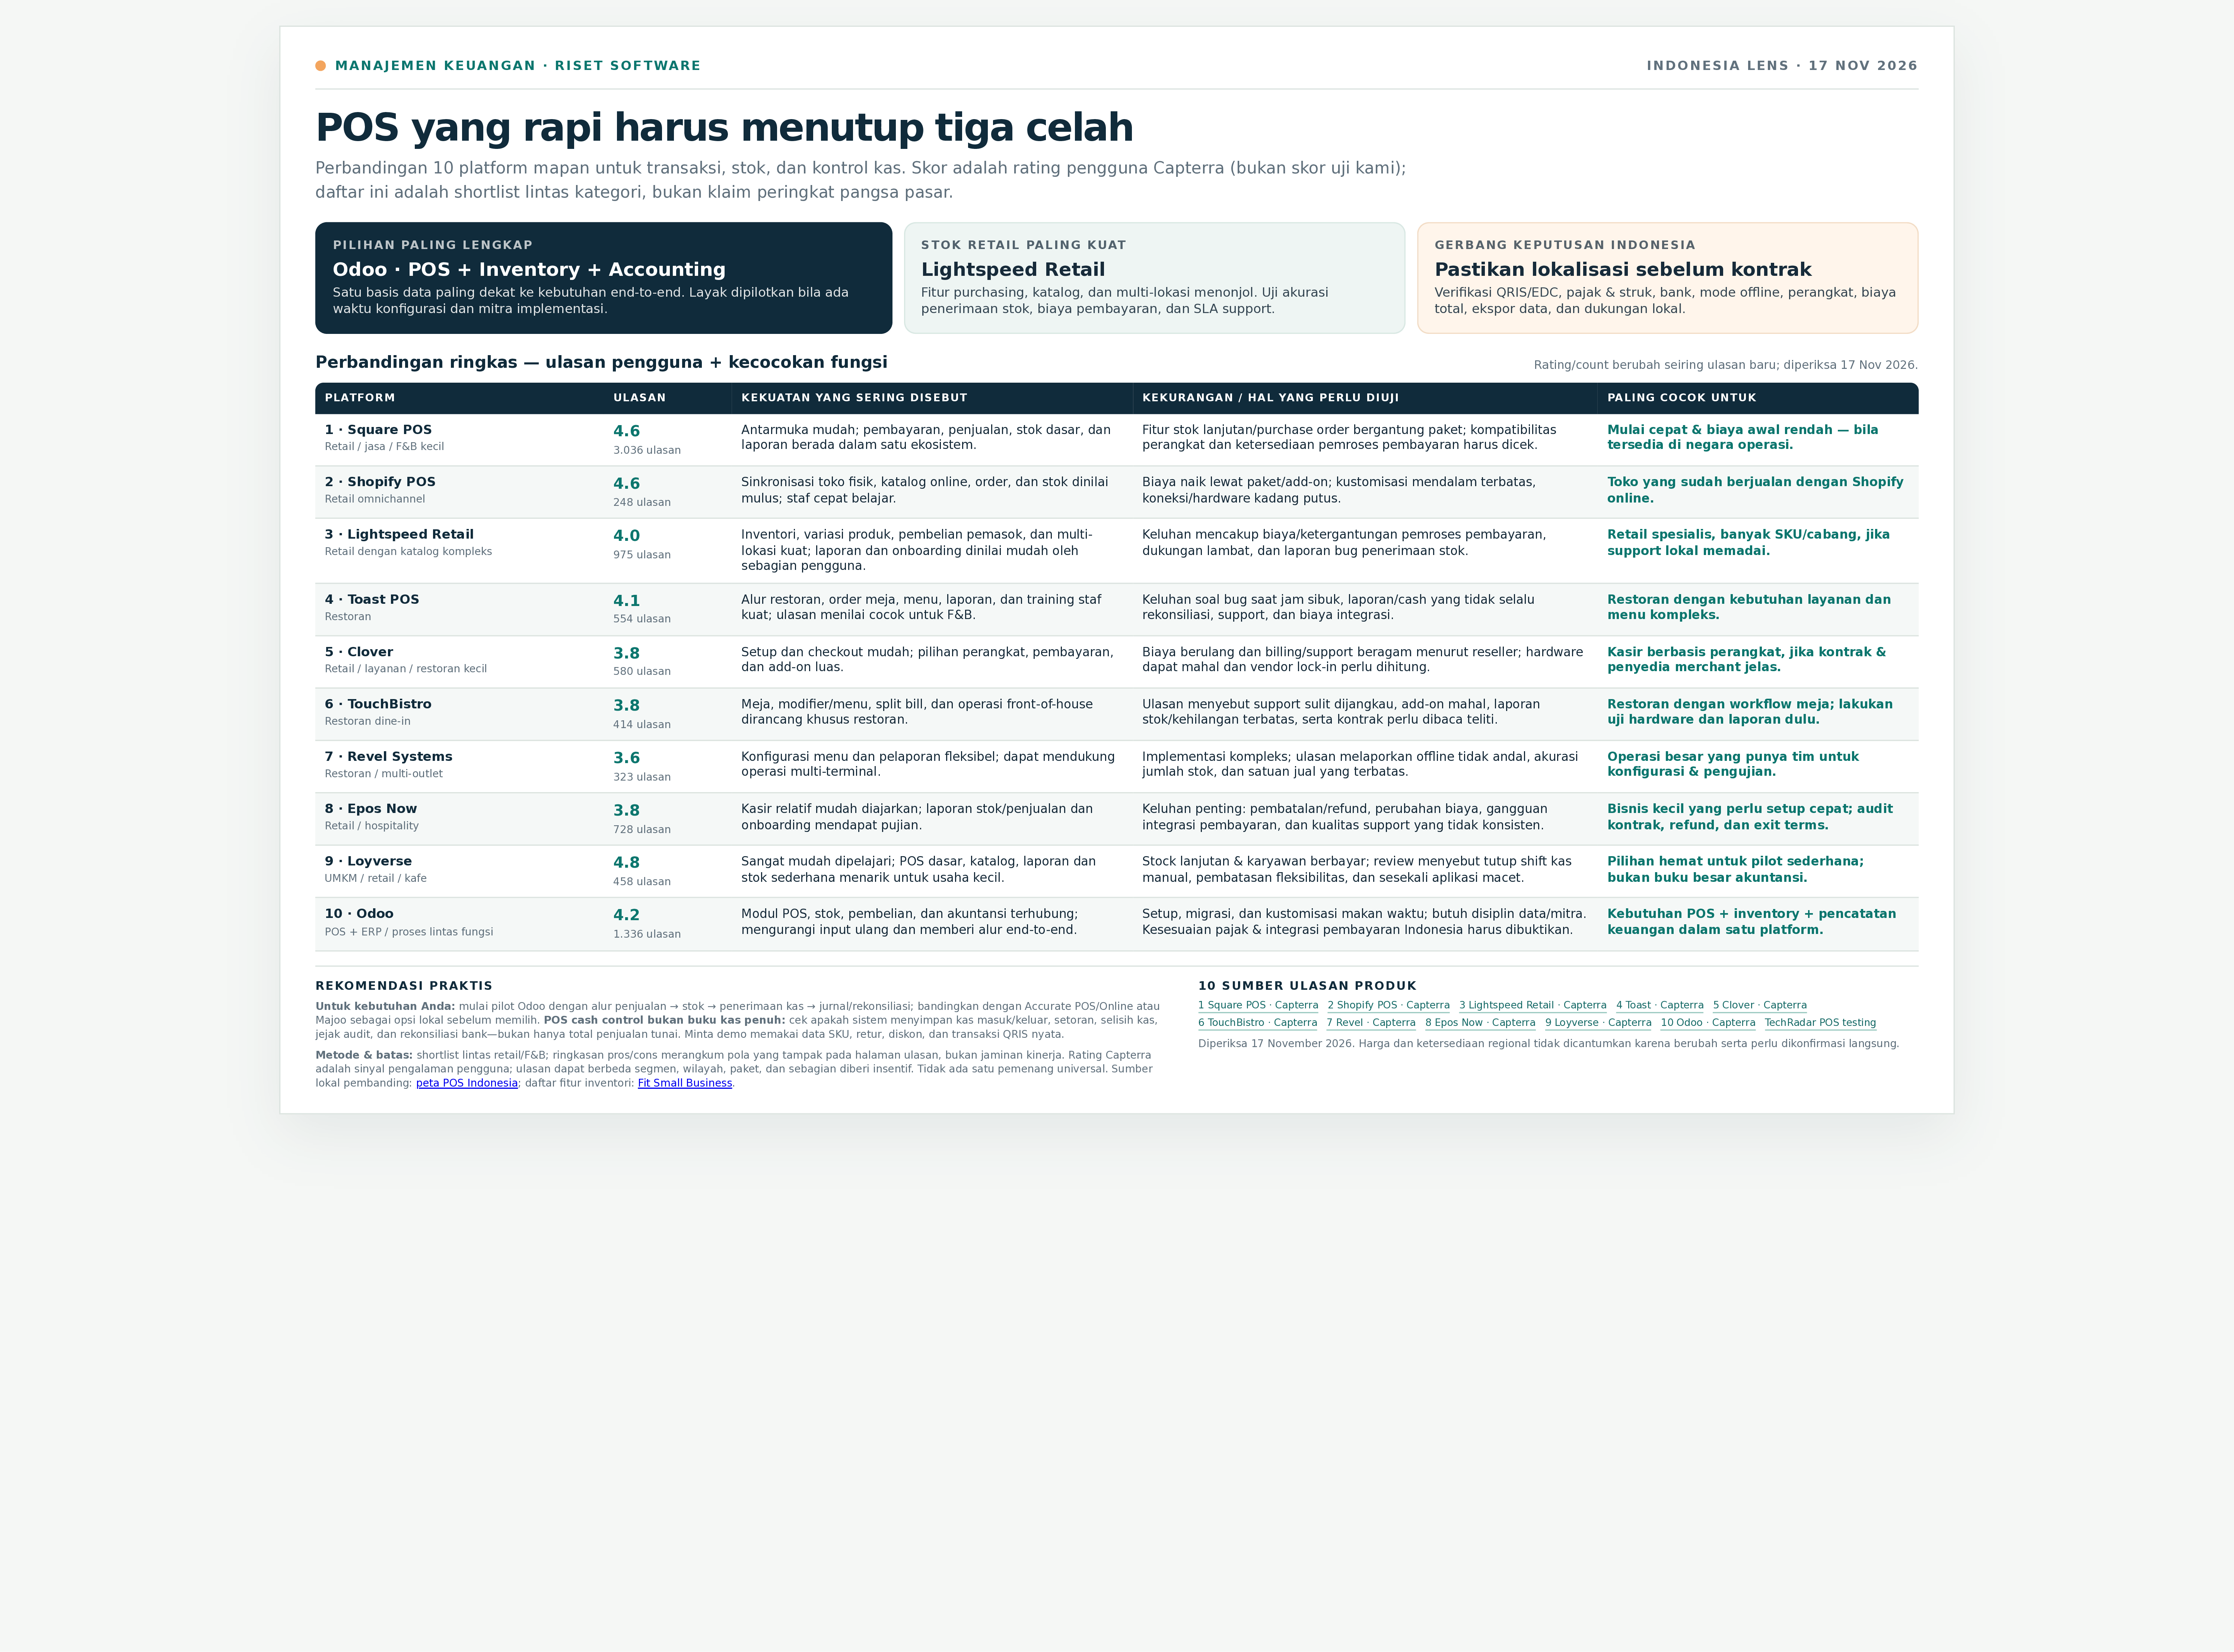 MANAJEMEN KEUANGAN · RISET SOFTWARE
INDONESIA LENS · 17 NOV 2026
POS yang rapi harus menutup tiga celah
Perbandingan 10 platform mapan untuk transaksi, stok, dan kontrol kas. Skor adalah rating pengguna Capterra (bukan skor uji kami);
daftar ini adalah shortlist lintas kategori, bukan klaim peringkat pangsa pasar.
PILIHAN PALING LENGKAP
Odoo · POS + Inventory + Accounting
Satu basis data paling dekat ke kebutuhan end-to-end. Layak dipilotkan bila ada
waktu konfigurasi dan mitra implementasi.
STOK RETAIL PALING KUAT
Lightspeed Retail
Fitur purchasing, katalog, dan multi-lokasi menonjol. Uji akurasi
penerimaan stok, biaya pembayaran, dan SLA support.
GERBANG KEPUTUSAN INDONESIA
Pastikan lokalisasi sebelum kontrak
Verifikasi QRIS/EDC, pajak & struk, bank, mode offline, perangkat, biaya
total, ekspor data, dan dukungan lokal.
Perbandingan ringkas — ulasan pengguna + kecocokan fungsi
Rating/count berubah seiring ulasan baru; diperiksa 17 Nov 2026.
PLATFORM
ULASAN
KEKUATAN YANG SERING DISEBUT
KEKURANGAN / HAL YANG PERLU DIUJI
PALING COCOK UNTUK
1 · Square POS
Retail / jasa / F&B kecil
4.6
3.036 ulasan
Antarmuka mudah; pembayaran, penjualan, stok dasar, dan
laporan berada dalam satu ekosistem.
Fitur stok lanjutan/purchase order bergantung paket; kompatibilitas
perangkat dan ketersediaan pemproses pembayaran harus dicek.
Mulai cepat & biaya awal rendah — bila
tersedia di negara operasi.
2 · Shopify POS
Retail omnichannel
4.6
248 ulasan
Sinkronisasi toko fisik, katalog online, order, dan stok dinilai
mulus; staf cepat belajar.
Biaya naik lewat paket/add-on; kustomisasi mendalam terbatas,
koneksi/hardware kadang putus.
Toko yang sudah berjualan dengan Shopify
online.
3 · Lightspeed Retail
Retail dengan katalog kompleks
4.0
975 ulasan
Inventori, variasi produk, pembelian pemasok, dan multi-
lokasi kuat; laporan dan onboarding dinilai mudah oleh
sebagian pengguna.
Keluhan mencakup biaya/ketergantungan pemproses pembayaran,
dukungan lambat, dan laporan bug penerimaan stok.
Retail spesialis, banyak SKU/cabang, jika
support lokal memadai.
4 · Toast POS
Restoran
4.1
554 ulasan
Alur restoran, order meja, menu, laporan, dan training staf
kuat; ulasan menilai cocok untuk F&B.
Keluhan soal bug saat jam sibuk, laporan/cash yang tidak selalu
rekonsiliasi, support, dan biaya integrasi.
Restoran dengan kebutuhan layanan dan
menu kompleks.
5 · Clover
Retail / layanan / restoran kecil
3.8
580 ulasan
Setup dan checkout mudah; pilihan perangkat, pembayaran,
dan add-on luas.
Biaya berulang dan billing/support beragam menurut reseller; hardware
dapat mahal dan vendor lock-in perlu dihitung.
Kasir berbasis perangkat, jika kontrak &
penyedia merchant jelas.
6 · TouchBistro
Restoran dine-in
3.8
414 ulasan
Meja, modifier/menu, split bill, dan operasi front-of-house
dirancang khusus restoran.
Ulasan menyebut support sulit dijangkau, add-on mahal, laporan
stok/kehilangan terbatas, serta kontrak perlu dibaca teliti.
Restoran dengan workflow meja; lakukan
uji hardware dan laporan dulu.
7 · Revel Systems
Restoran / multi-outlet
3.6
323 ulasan
Konfigurasi menu dan pelaporan fleksibel; dapat mendukung
operasi multi-terminal.
Implementasi kompleks; ulasan melaporkan offline tidak andal, akurasi
jumlah stok, dan satuan jual yang terbatas.
Operasi besar yang punya tim untuk
konfigurasi & pengujian.
8 · Epos Now
Retail / hospitality
3.8
728 ulasan
Kasir relatif mudah diajarkan; laporan stok/penjualan dan
onboarding mendapat pujian.
Keluhan penting: pembatalan/refund, perubahan biaya, gangguan
integrasi pembayaran, dan kualitas support yang tidak konsisten.
Bisnis kecil yang perlu setup cepat; audit
kontrak, refund, dan exit terms.
9 · Loyverse
UMKM / retail / kafe
4.8
458 ulasan
Sangat mudah dipelajari; POS dasar, katalog, laporan dan
stok sederhana menarik untuk usaha kecil.
Stock lanjutan & karyawan berbayar; review menyebut tutup shift kas
manual, pembatasan fleksibilitas, dan sesekali aplikasi macet.
Pilihan hemat untuk pilot sederhana;
bukan buku besar akuntansi.
10 · Odoo
POS + ERP / proses lintas fungsi
4.2
1.336 ulasan
Modul POS, stok, pembelian, dan akuntansi terhubung;
mengurangi input ulang dan memberi alur end-to-end.
Setup, migrasi, dan kustomisasi makan waktu; butuh disiplin data/mitra.
Kesesuaian pajak & integrasi pembayaran Indonesia harus dibuktikan.
Kebutuhan POS + inventory + pencatatan
keuangan dalam satu platform.
REKOMENDASI PRAKTIS
Untuk kebutuhan Anda: mulai pilot Odoo dengan alur penjualan → stok → penerimaan kas → jurnal/rekonsiliasi; bandingkan dengan Accurate POS/Online atau
Majoo sebagai opsi lokal sebelum memilih. POS cash control bukan buku kas penuh: cek apakah sistem menyimpan kas masuk/keluar, setoran, selisih kas,
jejak audit, dan rekonsiliasi bank—bukan hanya total penjualan tunai. Minta demo memakai data SKU, retur, diskon, dan transaksi QRIS nyata.
Metode & batas: shortlist lintas retail/F&B; ringkasan pros/cons merangkum pola yang tampak pada halaman ulasan, bukan jaminan kinerja. Rating Capterra
adalah sinyal pengalaman pengguna; ulasan dapat berbeda segmen, wilayah, paket, dan sebagian diberi insentif. Tidak ada satu pemenang universal. Sumber
lokal pembanding: peta POS Indonesia; daftar fitur inventori: Fit Small Business.
10 SUMBER ULASAN PRODUK
1 Square POS · Capterra 2 Shopify POS · Capterra 3 Lightspeed Retail · Capterra 4 Toast · Capterra 5 Clover · Capterra
6 TouchBistro · Capterra 7 Revel · Capterra 8 Epos Now · Capterra 9 Loyverse · Capterra 10 Odoo · Capterra TechRadar POS testing
Diperiksa 17 November 2026. Harga dan ketersediaan regional tidak dicantumkan karena berubah serta perlu dikonfirmasi langsung.